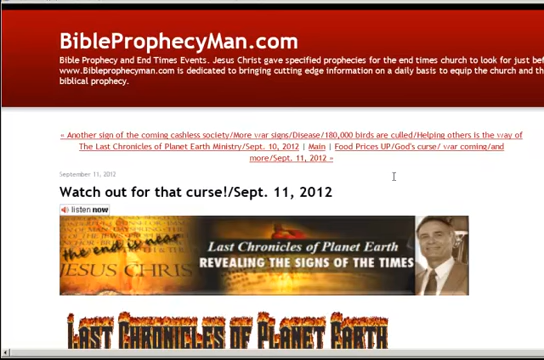 BibleProphecyMan.com
Bible Prophecy and End Times Events. Jesus Christ gave specified prophecies for the end times church to look for just
www.Bibleprophecyman.com is dedicated to bringing cutting edge information on a daily basis to equip the church and
biblical prophecy.
« Another sign of the coming cashless society/More war signs/Disease/180,000 birds are culled/Helping others is the way of
The Last Chronicles of Planet Earth Ministry/Sept. 10, 2012 | Main | Food Prices UP/God's curse/ war coming/and
more/Sept. 11, 2012 »
September 11, 2012
Watch out for that curse!/Sept. 11, 2012
listen now
the end is near
JESUS CHRIS
Last Chronicles of Planet Earth
REVEALING THE SIGNS OF THE TIMES
LAST CHRONICLES OF PLANET EARTH